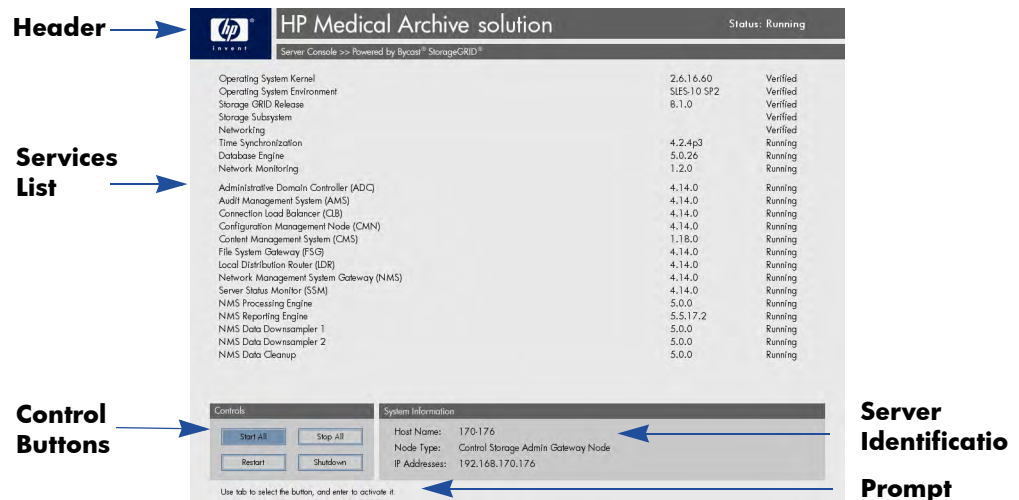 Header
hp
invent
HP Medical Archive solution
Status: Running
Server Console >> Powered by Bycast® StorageGRID®
Operating System Kernel 2.6.16.60 Verified
Operating System Environment SLES-10 SP2 Verified
Storage GRID Release 8.1.0 Verified
Storage Subsystem Verified
Networking Verified
Time Synchronization 4.2.4p3 Running
Database Engine 5.0.26 Running
Network Monitoring 1.2.0 Running
Services
List
Administrative Domain Controller (ADC) 4.14.0 Running
Audit Management System (AMS) 4.14.0 Running
Connection Load Balancer (CLB) 4.14.0 Running
Configuration Management Node (CMN) 4.14.0 Running
Content Management System (CMS) 1.18.0 Running
File System Gateway (FSG) 4.14.0 Running
Local Distribution Router (LDR) 4.14.0 Running
Network Management System Gateway (NMS) 4.14.0 Running
Server Status Monitor (SSM) 4.14.0 Running
NMS Processing Engine 5.0.0 Running
NMS Reporting Engine 5.5.17.2 Running
NMS Data Downsampler 1 5.0.0 Running
NMS Data Downsampler 2 5.0.0 Running
NMS Data Cleanup 5.0.0 Running
Control
Buttons
Controls
Start All Stop All
Restart Shutdown
System Information
Host Name: 170-176
Node Type: Control Storage Admin Gateway Node
IP Addresses: 192.168.170.176
Server
Identificatio
Use tab to select the button, and enter to activate it.
Prompt